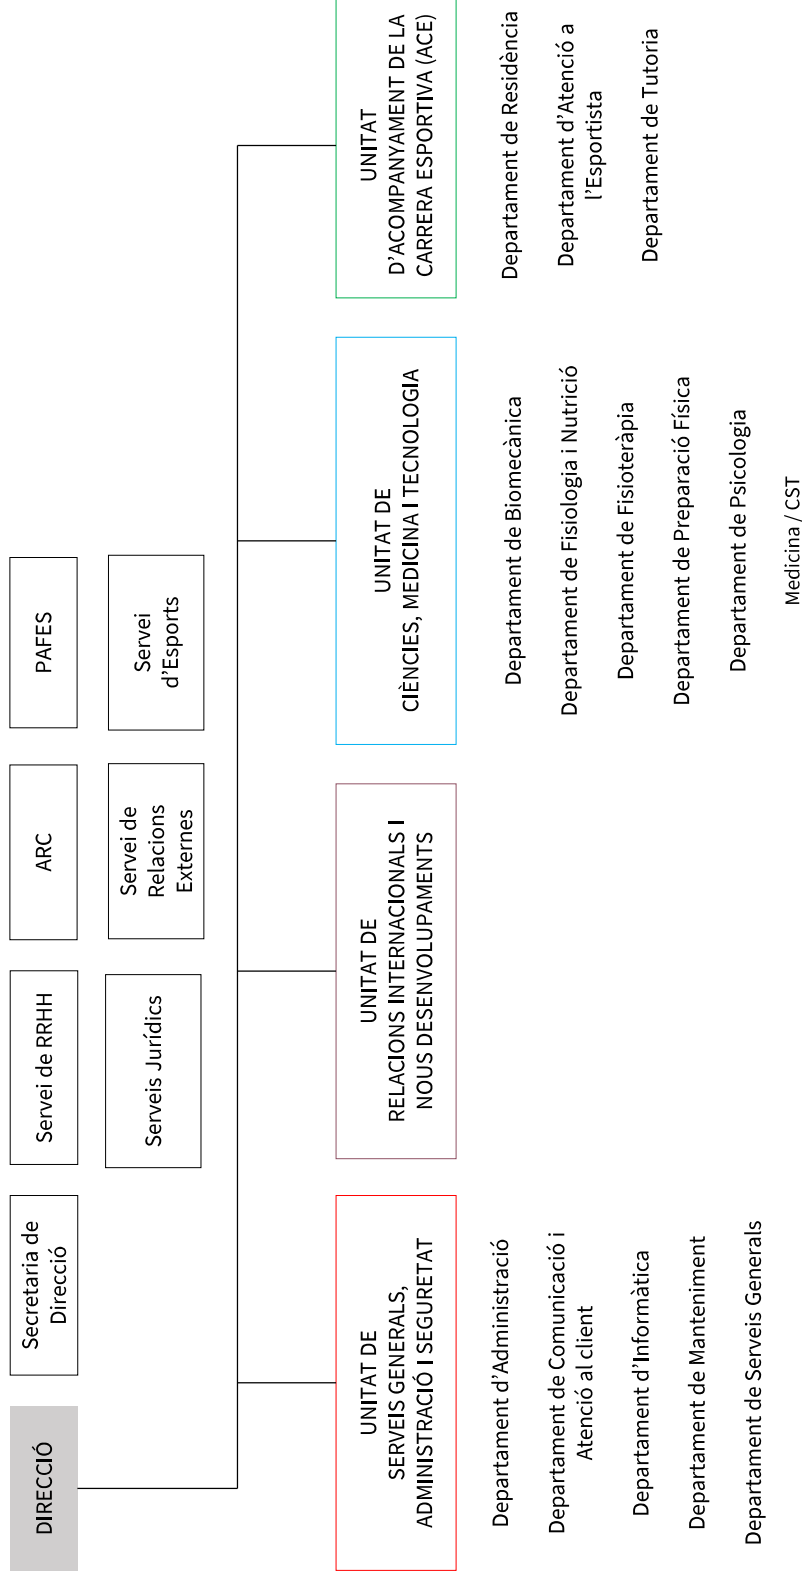 DIRECCIÓ
Secretaria de
Direcció
Servei de RRHH
ARC
PAFES
Serveis Jurídics
Servei de
Relacions
Externes
Servei
d’Esports
UNITAT DE
SERVEIS GENERALS,
ADMINISTRACIÓ I SEGURETAT
Departament d’Administració
Departament de Comunicació i
Atenció al client
Departament d’Informàtica
Departament de Manteniment
Departament de Serveis Generals
UNITAT DE
RELACIONS INTERNACIONALS I
NOUS DESENVOLUPAMENTS
UNITAT DE
CIÈNCIES, MEDICINA I TECNOLOGIA
Departament de Biomecànica
Departament de Fisiologia i Nutrició
Departament de Fisioteràpia
Departament de Preparació Física
Departament de Psicologia
Medicina / CST
UNITAT
D’ACOMPANYAMENT DE LA
CARRERA ESPORTIVA (ACE)
Departament de Residència
Departament d’Atenció a
l’Esportista
Departament de Tutoria